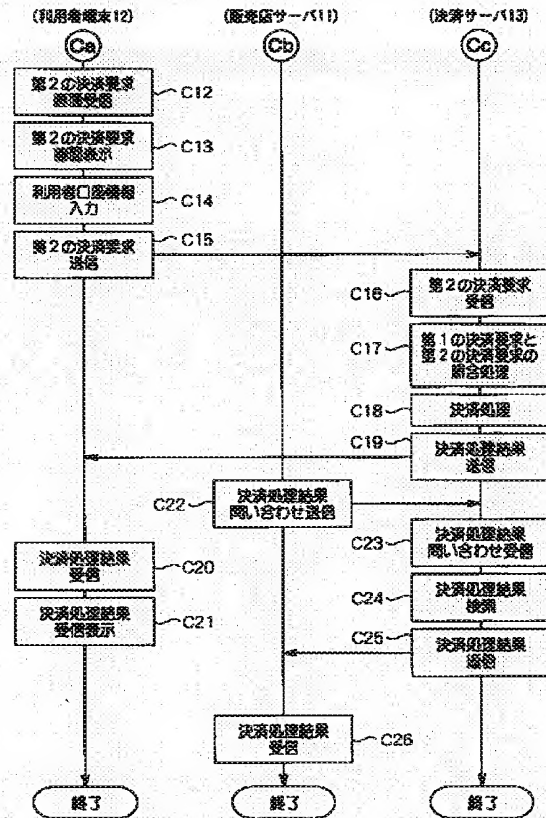 (利用者端末12)
(販売店サーバ11)
(決済サーバ13)
Ca
Cb
Cc
第2の決済要求
画面受信
C12
第2の決済要求
画面表示
C13
利用者口座情報
入力
C14
第2の決済要求
送信
C15
C16
第2の決済要求
受信
C17
第1の決済要求と
第2の決済要求の
照合処理
C18
決済処理
C19
決済処理結果
送信
C22
決済処理結果
問い合わせ送信
C23
決済処理結果
問い合わせ受信
決済処理結果
受信
C20
C24
決済処理結果
検索
決済処理結果
受信表示
C21
C25
決済処理結果
返信
決済処理結果
受信
C26
終了
終了
終了